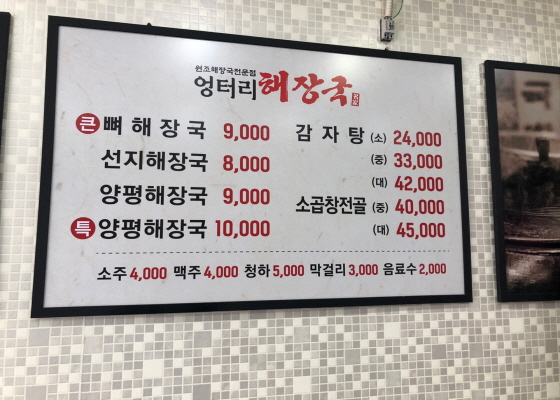 원조해장국전문점
엉터리해장국
큰 뼈해장국 9,000
선지해장국 8,000
양평해장국 9,000
특 양평해장국 10,000
감자탕 (소) 24,000
(중) 33,000
(대) 42,000
소곱창전골 (중) 40,000
(대) 45,000
소주 4,000 맥주 4,000 청하 5,000 막걸리 3,000 음료수 2,000